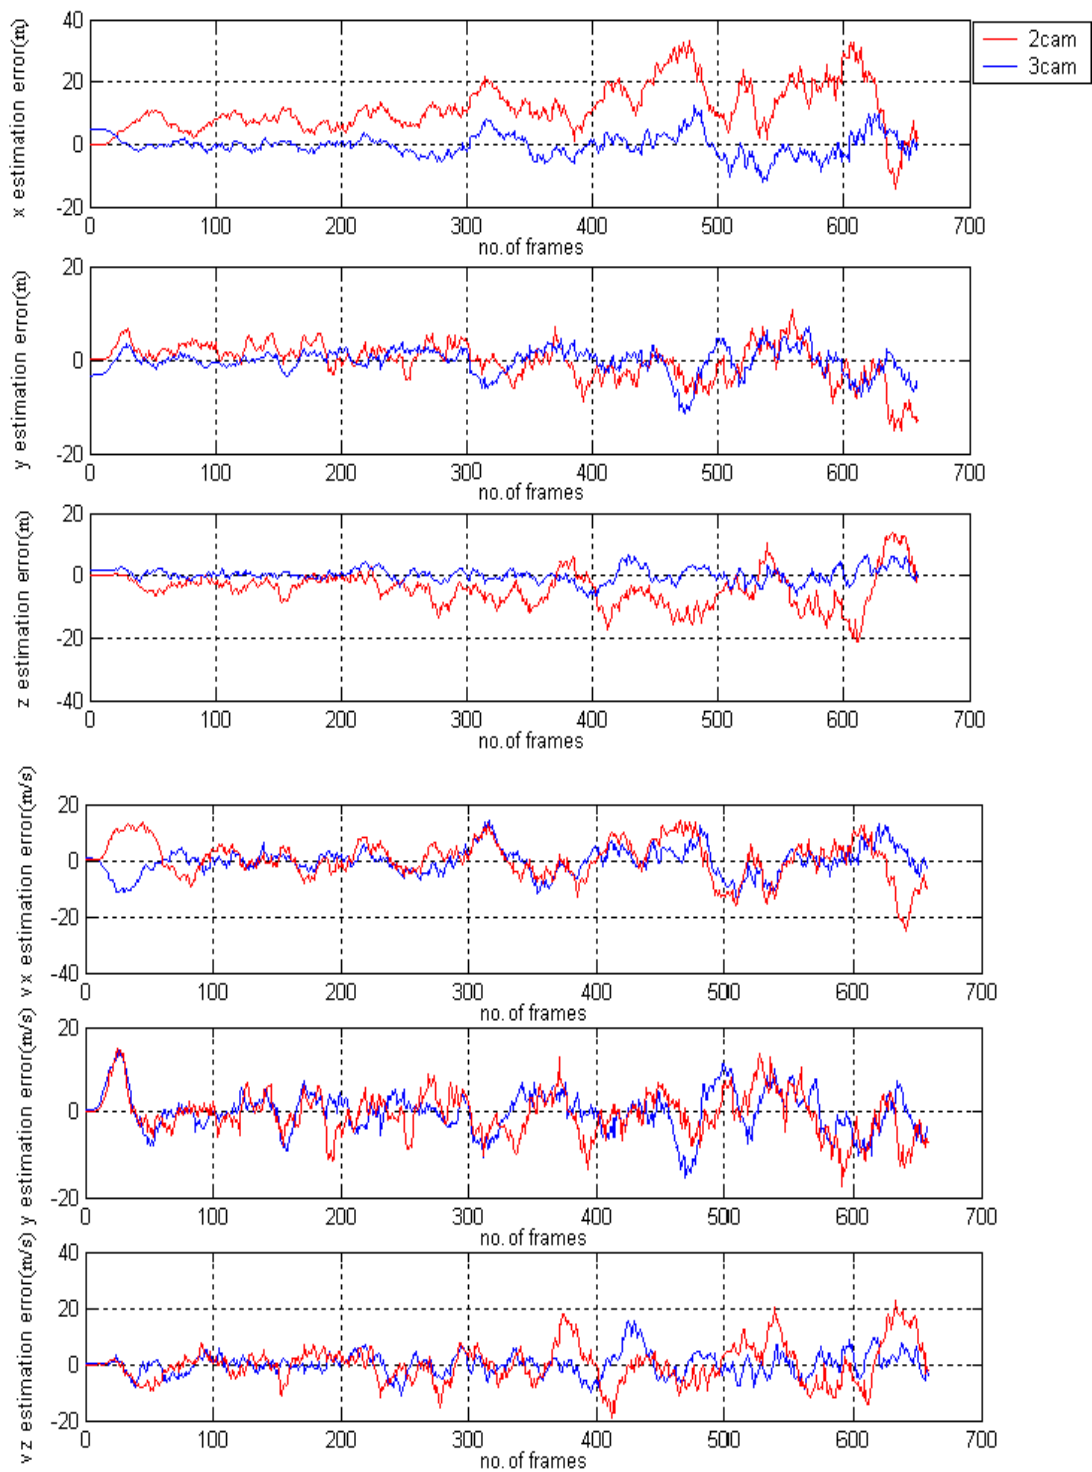 40
20
0
-20
x estimation error(m)
0 100 200 300 400 500 600 700
no.of frames
2cam
3cam
20
0
-20
y estimation error(m)
0 100 200 300 400 500 600 700
no.of frames
20
0
-20
-40
z estimation error(m)
0 100 200 300 400 500 600 700
no.of frames
20
0
-20
-40
vx estimation error(m/s)
0 100 200 300 400 500 600 700
no.of frames
20
0
-20
y estimation error(m/s)
0 100 200 300 400 500 600 700
no.of frames
40
20
0
-20
vz estimation error(m/s)
0 100 200 300 400 500 600 700
no.of frames